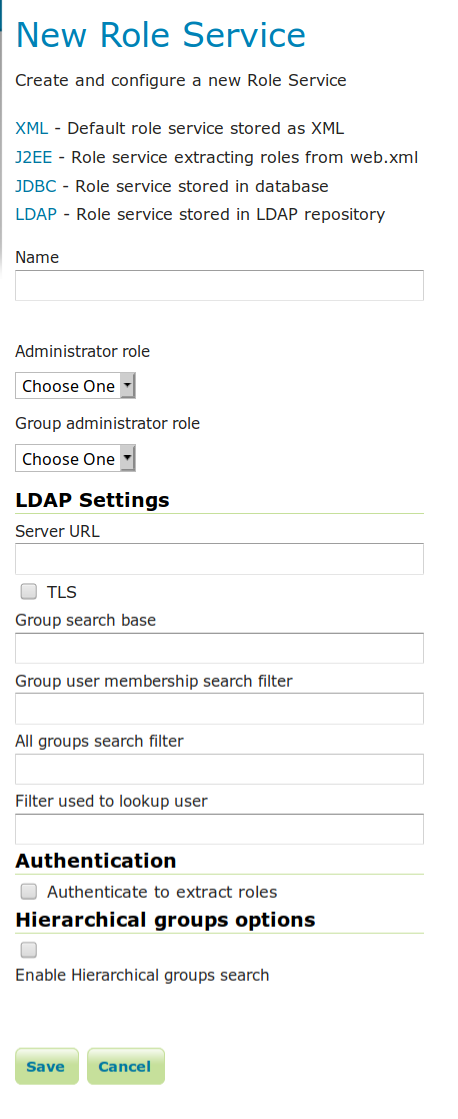 New Role Service
Create and configure a new Role Service
XML - Default role service stored as XML
J2EE - Role service extracting roles from web.xml
JDBC - Role service stored in database
LDAP - Role service stored in LDAP repository
Name
Administrator role
Choose One
Group administrator role
Choose One
LDAP Settings
Server URL
TLS
Group search base
Group user membership search filter
All groups search filter
Filter used to lookup user
Authentication
Authenticate to extract roles
Hierarchical groups options
Enable Hierarchical groups search
Save Cancel